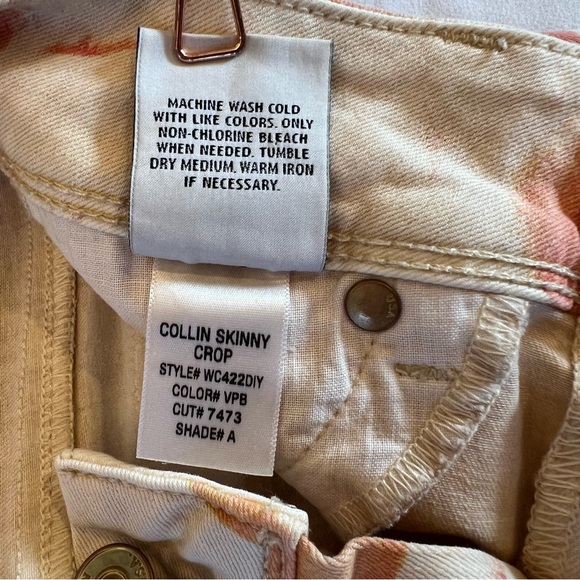 MACHINE WASH COLD
WITH LIKE COLORS. ONLY
NON-CHLORINE BLEACH
WHEN NEEDED. TUMBLE
DRY MEDIUM. WARM IRON
IF NECESSARY.
COLLIN SKINNY
CROP
STYLE# WC422DIY
COLOR# VPB
CUT# 7473
SHADE# A